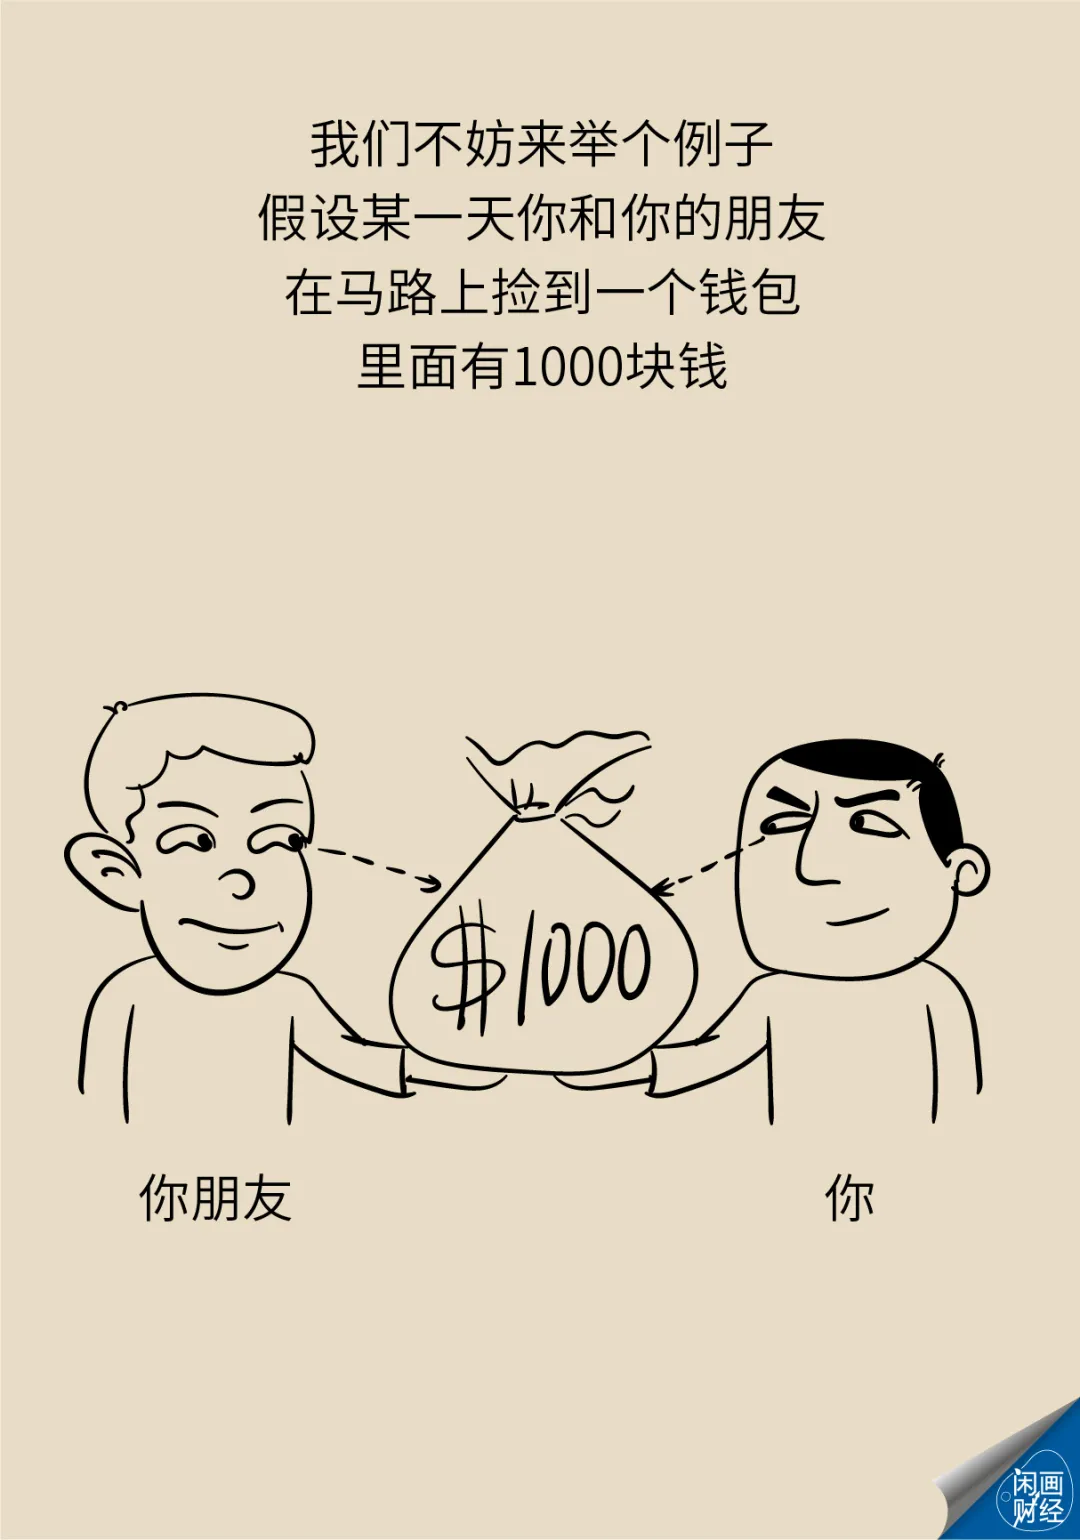 我们不妨来举个例子
假设某一天你和你的朋友
在马路上捡到一个钱包
里面有1000块钱
$1000
你朋友
你
闲画
财经